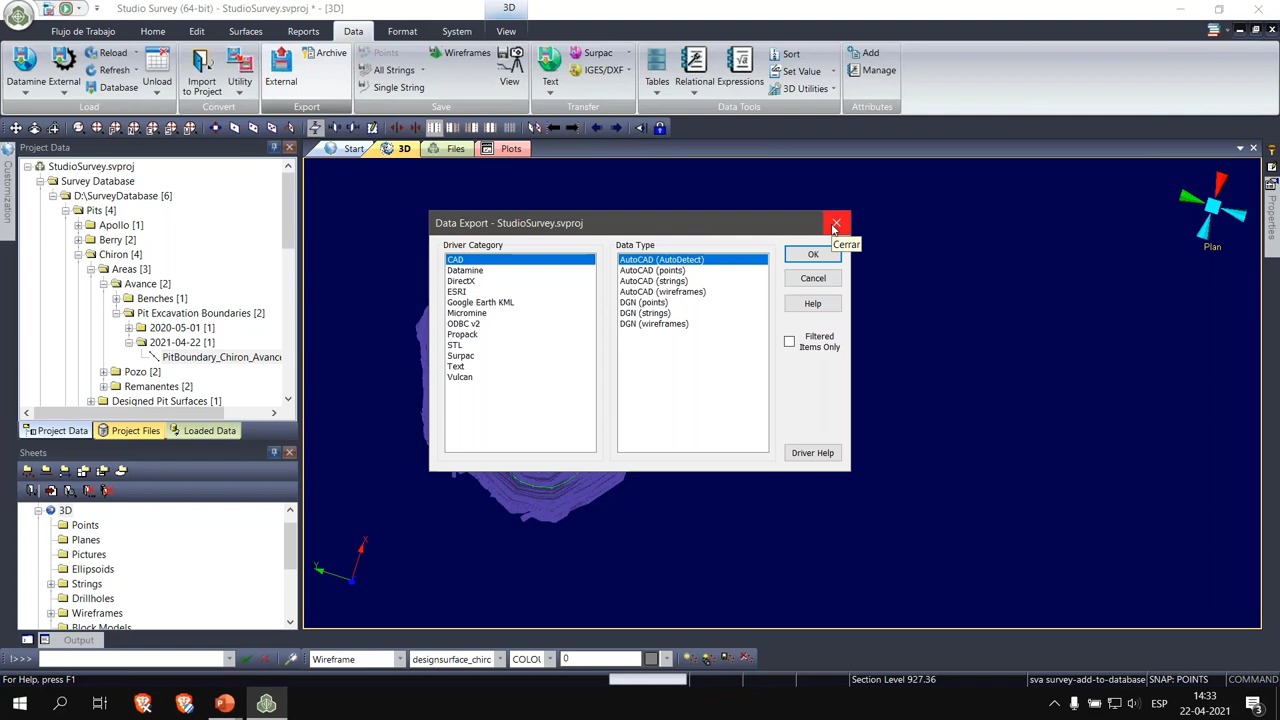 Studio Survey (64-bit) - StudioSurvey.svproj * - [3D]
3D
Flujo de Trabajo
Home
Edit
Surfaces
Reports
Data
Format
System
View
Datamine
External
Reload
Refresh
Database
Unload
Load
Import
to Project
Utility
Convert
External
Archive
Export
Points
All Strings
Single String
Wireframes
View
Save
Text
Surpac
IGES/DXF
Transfer
Tables
Relational
Expressions
Sort
Set Value
3D Utilities
Data Tools
Add
Manage
Attributes
Start
3D
Files
Plots
Customization
Properties
Project Data
StudioSurvey.svproj
Survey Database
D:\SurveyDatabase [6]
Pits [4]
Apollo [1]
Berry [2]
Chiron [4]
Areas [3]
Avance [2]
Benches [1]
Pit Excavation Boundaries [2]
2020-05-01 [1]
2021-04-22 [1]
PitBoundary_Chiron_Avance
Pozo [2]
Remanentes [2]
Designed Pit Surfaces [1]
Project Data
Project Files
Loaded Data
Sheets
3D
Points
Planes
Pictures
Ellipsoids
Strings
Drillholes
Wireframes
Block Models
Output
Data Export - StudioSurvey.svproj
Cerrar
Driver Category
CAD
Datamine
DirectX
ESRI
Google Earth KML
Micromine
ODBC v2
Propack
STL
Surpac
Text
Vulcan
Data Type
AutoCAD (AutoDetect)
AutoCAD (points)
AutoCAD (strings)
AutoCAD (wireframes)
DGN (points)
DGN (strings)
DGN (wireframes)
OK
Cancel
Help
Filtered
Items Only
Driver Help
Plan
X
Y
!>>>
Wireframe
designsurface_chirc
COLOU
0
For Help, press F1
Section Level 927.36
sva survey-add-to-database
SNAP: POINTS
COMMAND
ESP
14:33
22-04-2021
3